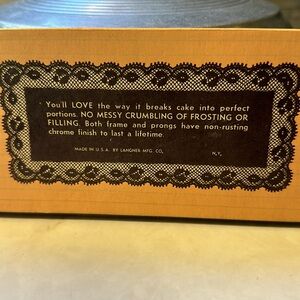 You'll LOVE the way it breaks cake into perfect
portions. NO MESSY CRUMBLING OF FROSTING OR
FILLING. Both frame and prongs have non-rusting
chrome finish to last a lifetime.
MADE IN U.S.A. BY LANGNER MFG. CO, N.Y.